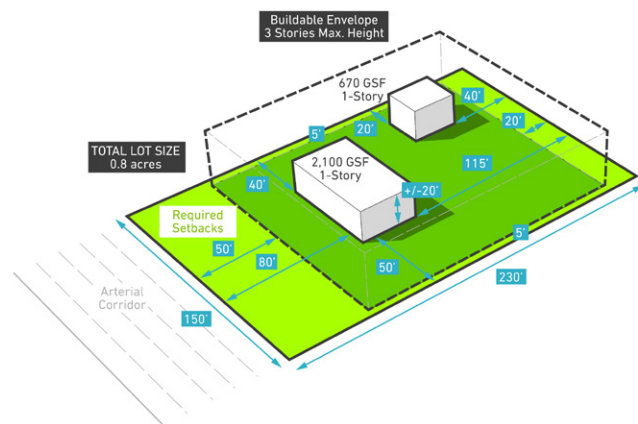 Buildable Envelope
3 Stories Max. Height
670 GSF
1-Story
40'
5'
20'
20'
TOTAL LOT SIZE
0.8 acres
2,100 GSF
1-Story
115'
40'
+/-20'
Required
Setbacks
50'
80'
50'
5'
230'
Arterial
Corridor
150'